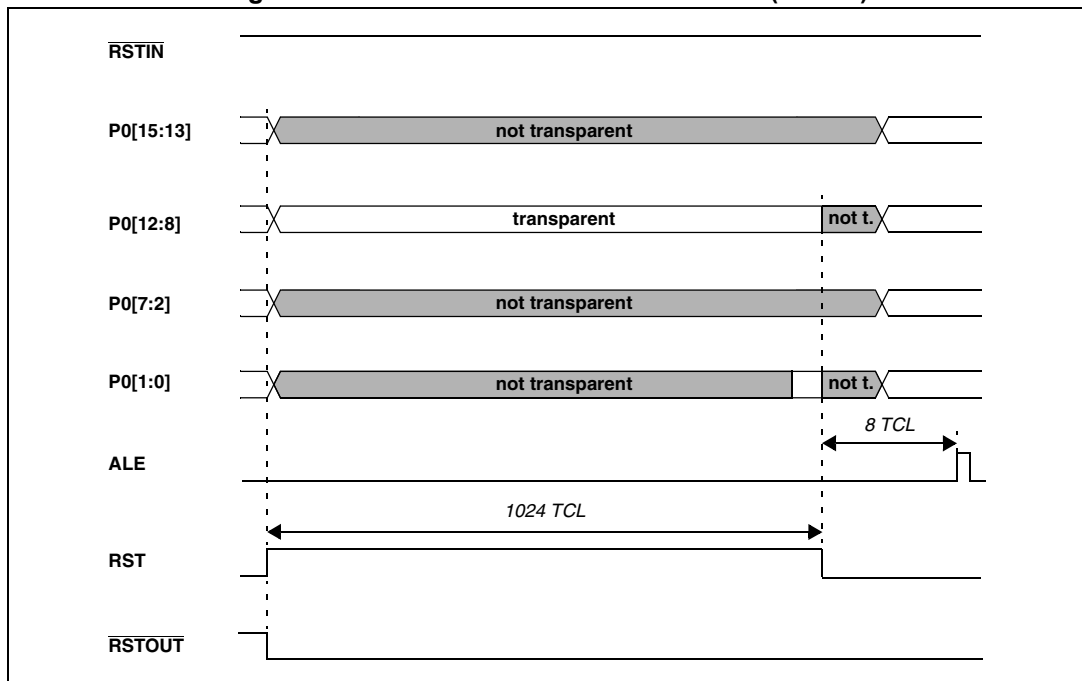 RSTIN
P0[15:13] not transparent
P0[12:8] transparent not t.
P0[7:2] not transparent
P0[1:0] not transparent not t.
8 TCL
ALE
1024 TCL
RST
RSTOUT